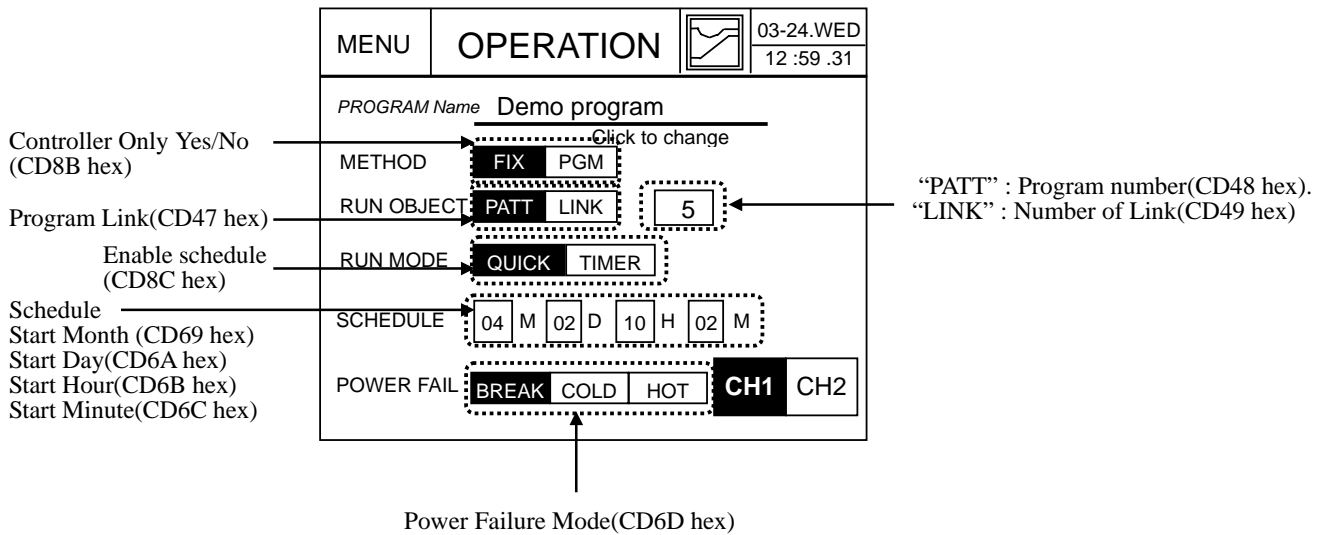 MENU
OPERATION
03-24.WED
12 :59 .31
PROGRAM Name Demo program
Click to change
Controller Only Yes/No
(CD8B hex)
METHOD FIX PGM
Program Link(CD47 hex)
RUN OBJECT PATT LINK 5
“PATT” : Program number(CD48 hex).
“LINK” : Number of Link(CD49 hex)
Enable schedule
(CD8C hex)
RUN MODE QUICK TIMER
Schedule
Start Month (CD69 hex)
Start Day(CD6A hex)
Start Hour(CD6B hex)
Start Minute(CD6C hex)
SCHEDULE 04 M 02 D 10 H 02 M
POWER FAIL BREAK COLD HOT
CH1 CH2
Power Failure Mode(CD6D hex)